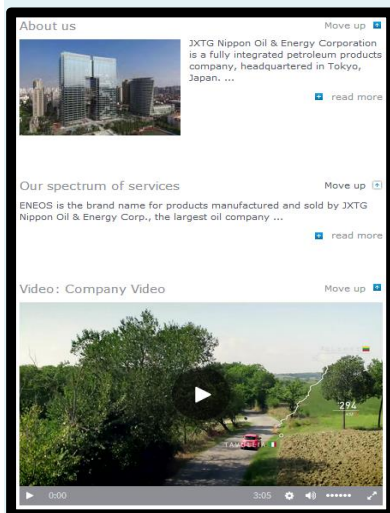 About us
Move up
JXTG Nippon Oil & Energy Corporation
is a fully integrated petroleum products
company, headquartered in Tokyo,
Japan. ...
read more
Our spectrum of services
Move up
ENEOS is the brand name for products manufactured and sold by JXTG
Nippon Oil & Energy Corp., the largest oil company ...
read more
Video: Company Video
Move up
294
KM
TAVOLEIA
0:00
3:05